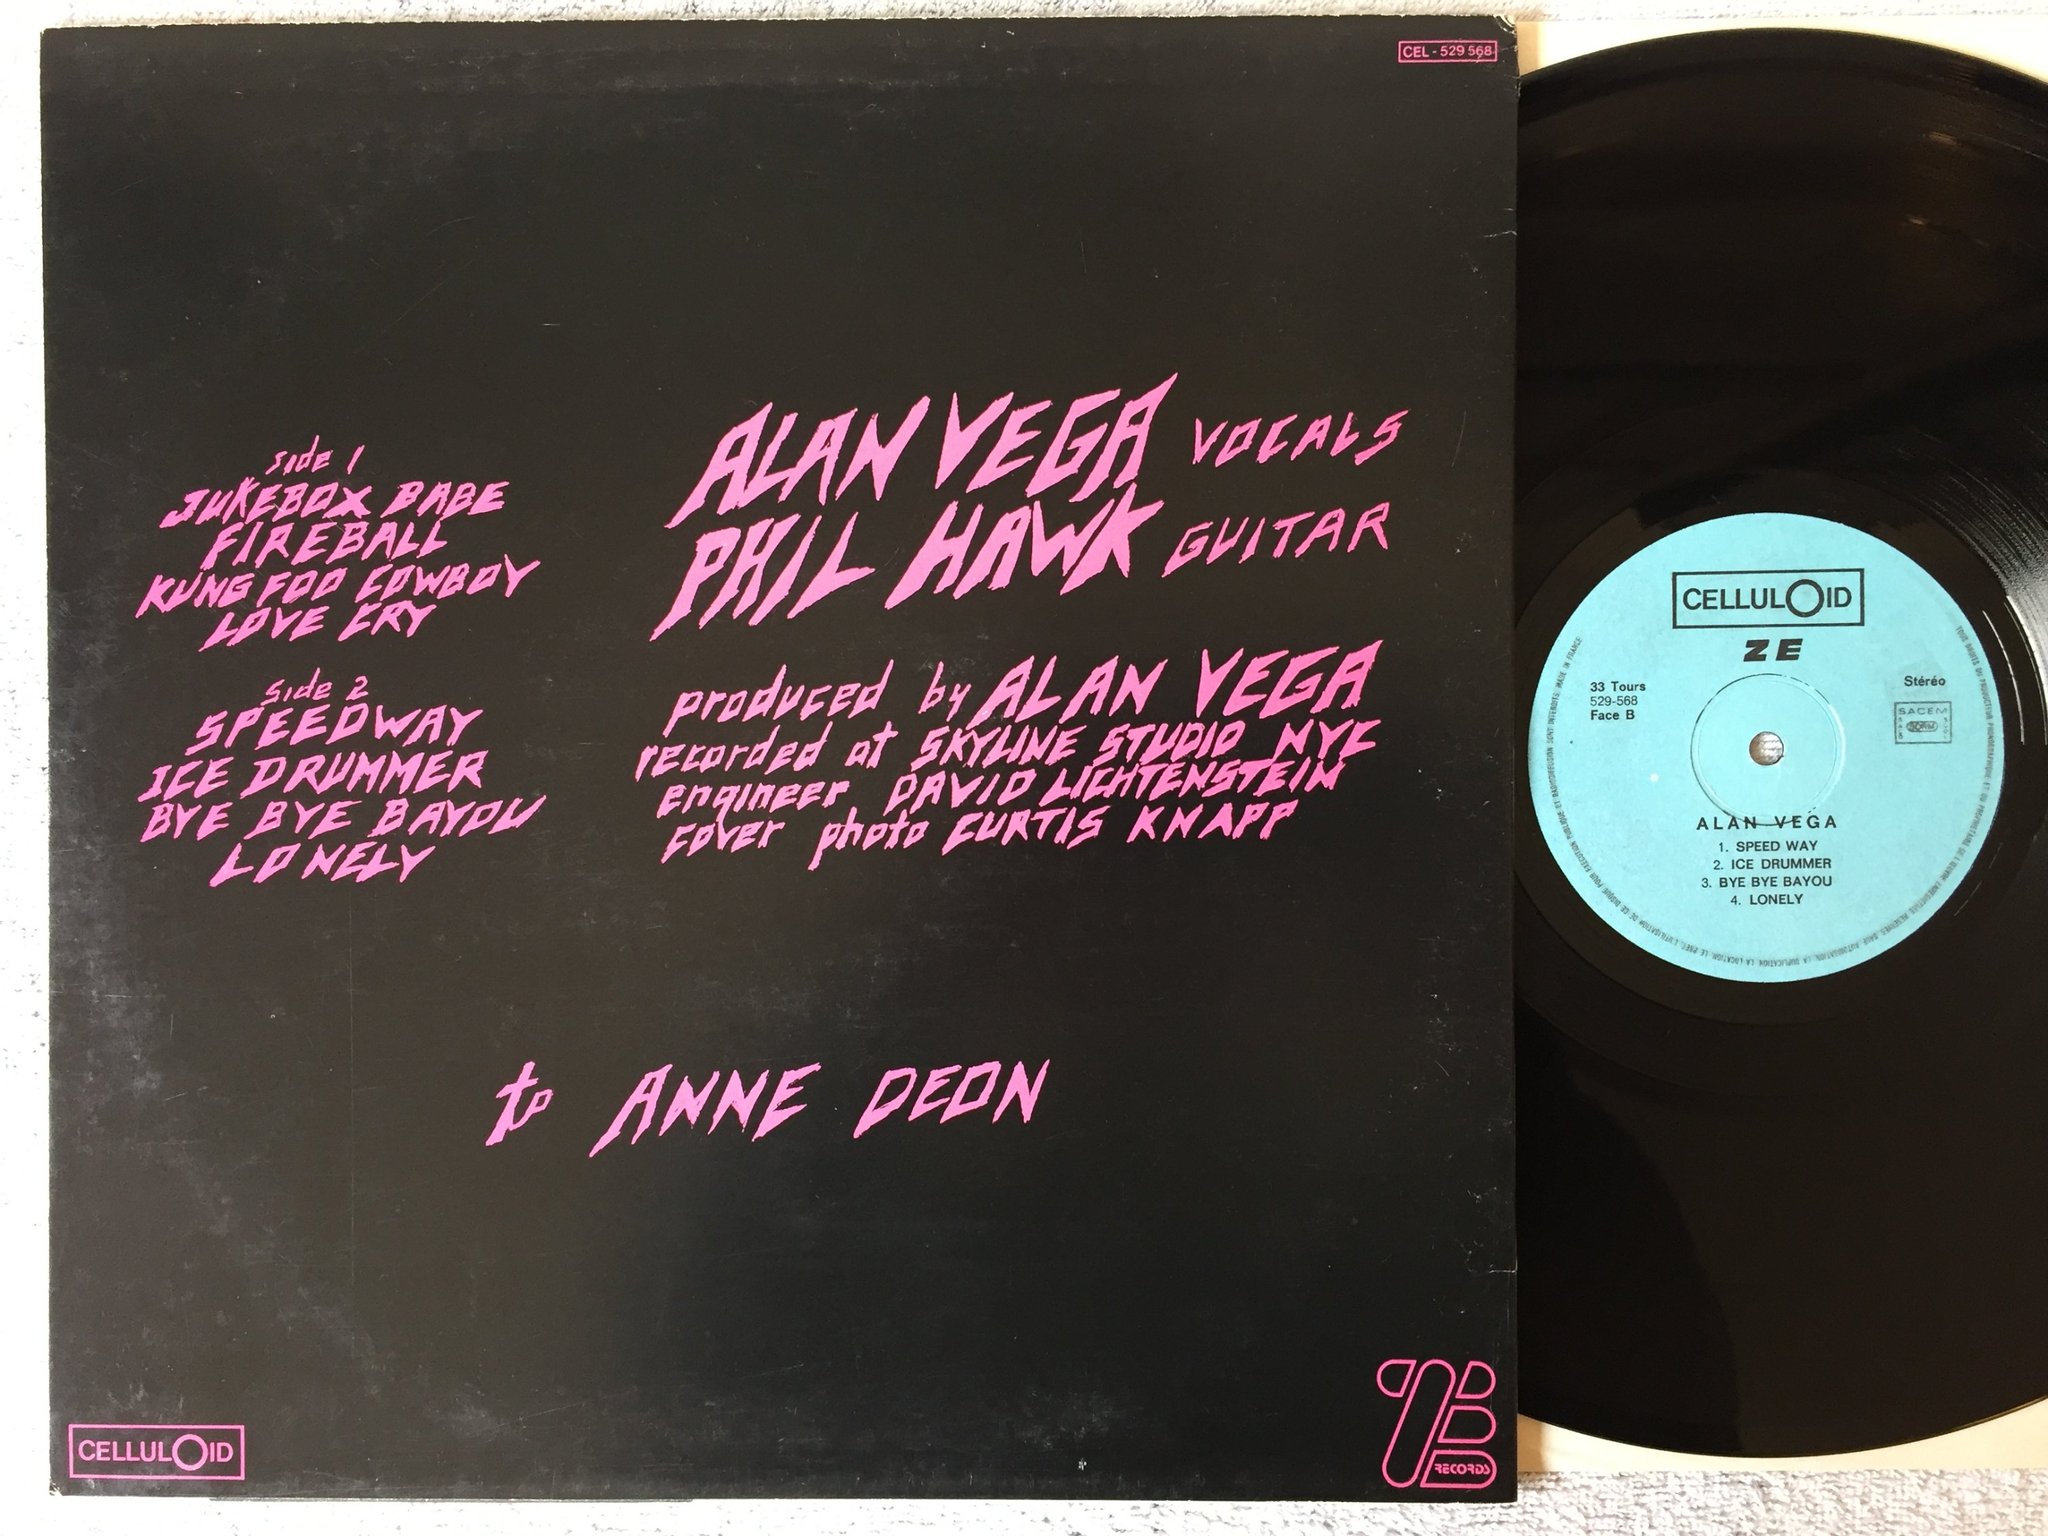 CEL - 529 568
side 1
JUKEBOX BABE
FIREBALL
KUNG FOO COWBOY
LOVE CRY
side 2
SPEEDWAY
ICE DRUMMER
BYE BYE BAYOU
LONELY
ALAN VEGA VOCALS
PHIL HAWK GUITAR
produced by ALAN VEGA
recorded at SKYLINE STUDIO NYC
engineer DAVID LICHTENSTEIN
cover photo CURTIS KNAPP
to ANNE DEON
CELLULOID
RECORDS
CELLULOID
ZE
33 Tours
529-568
Face B
Stéréo
SACEM
ALAN VEGA
1. SPEED WAY
2. ICE DRUMMER
3. BYE BYE BAYOU
4. LONELY
MADE IN FRANCE